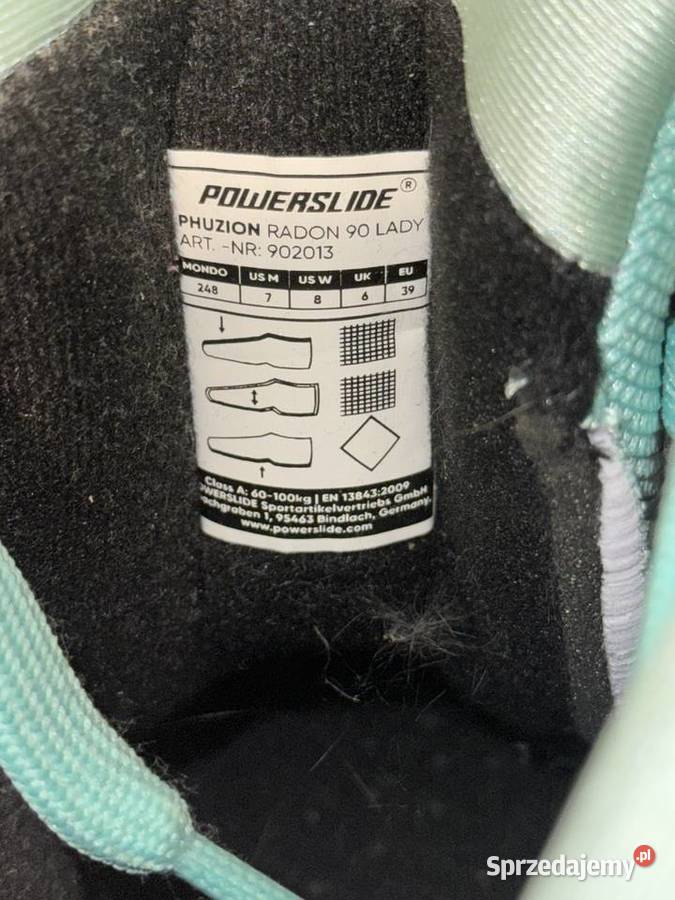 POWERSLIDE®
PHUZION RADON 90 LADY
ART. -NR: 902013
MONDO US M US W UK EU
248 7 8 6 39
Class A: 60-100kg | EN 13843:2009
POWERSLIDE Sportartikelvertriebs GmbH
95463 Bindlach, Germany,
www.powerslide.com
Sprzedajemy.pl